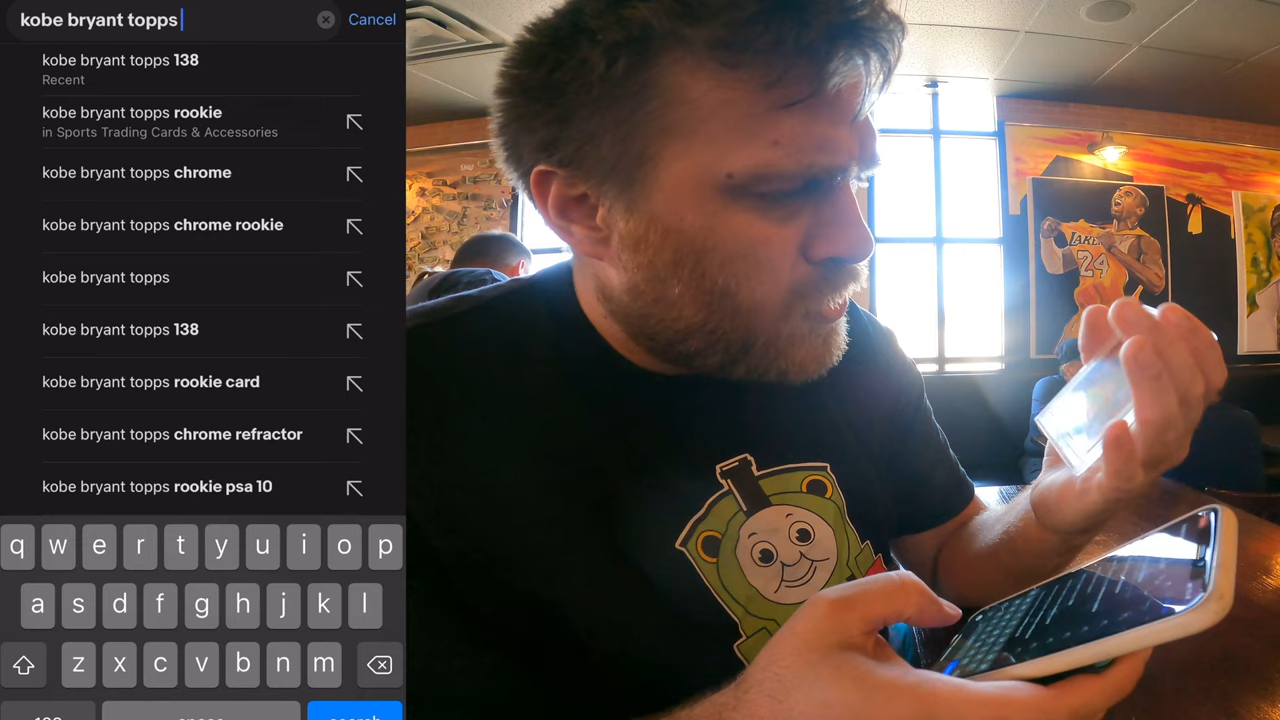 kobe bryant topps
Cancel
kobe bryant topps 138
Recent
kobe bryant topps rookie
in Sports Trading Cards & Accessories
kobe bryant topps chrome
kobe bryant topps chrome rookie
kobe bryant topps
kobe bryant topps 138
kobe bryant topps rookie card
kobe bryant topps chrome refractor
kobe bryant topps rookie psa 10
q w e r t y u i o p
a s d f g h j k l
z x c v b n m
LAKE
24